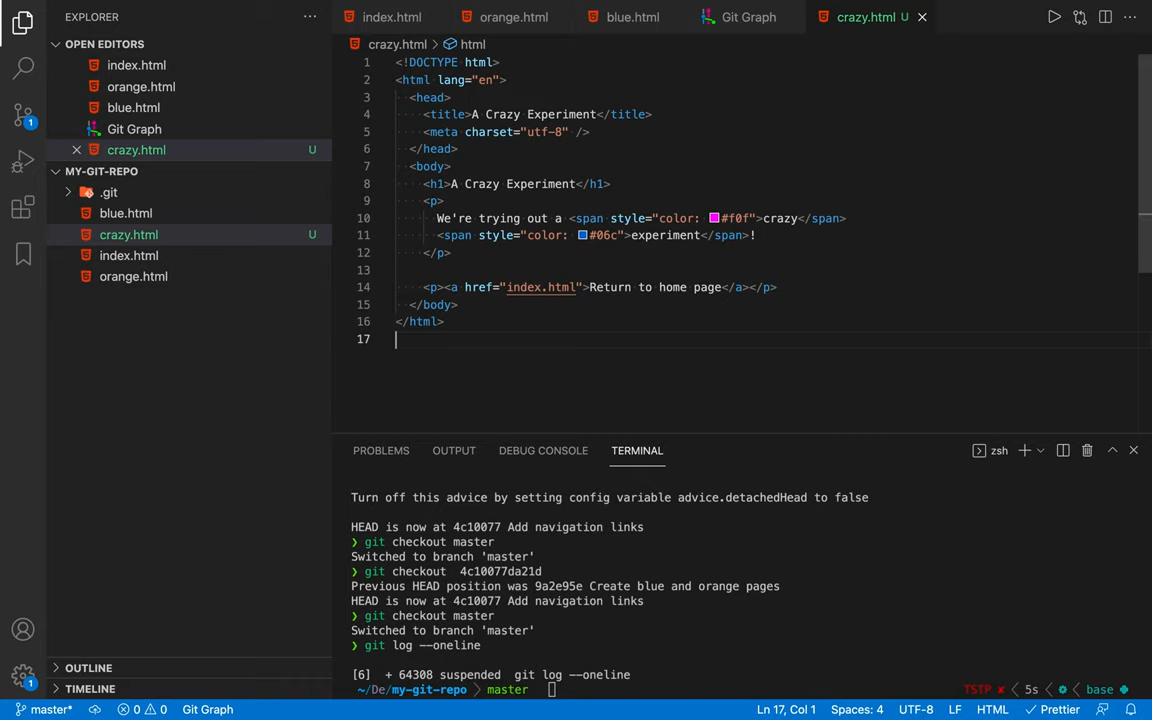 EXPLORER
index.html
orange.html
blue.html
Git Graph
crazy.html U
OPEN EDITORS
index.html
orange.html
blue.html
Git Graph
crazy.html U
MY-GIT-REPO
.git
blue.html
crazy.html U
index.html
orange.html
OUTLINE
TIMELINE
1
1
crazy.html > html
1 <!DOCTYPE html>
2 <html lang="en">
3 <head>
4 <title>A Crazy Experiment</title>
5 <meta charset="utf-8" />
6 </head>
7 <body>
8 <h1>A Crazy Experiment</h1>
9 <p>
10 We're trying out a <span style="color: #f0f">crazy</span>
11 <span style="color: #06c">experiment</span>!
12 </p>
13
14 <p><a href="index.html">Return to home page</a></p>
15 </body>
16 </html>
17
PROBLEMS OUTPUT DEBUG CONSOLE TERMINAL
zsh
Turn off this advice by setting config variable advice.detachedHead to false
HEAD is now at 4c10077 Add navigation links
❯ git checkout master
Switched to branch 'master'
❯ git checkout  4c10077da21d
Previous HEAD position was 9a2e95e Create blue and orange pages
HEAD is now at 4c10077 Add navigation links
❯ git checkout master
Switched to branch 'master'
❯ git log --oneline
[6]  + 64308 suspended  git log --oneline
~/De/my-git-repo master TSTP ✘ 5s base
master* 0 0 Git Graph Ln 17, Col 1 Spaces: 4 UTF-8 LF HTML Prettier